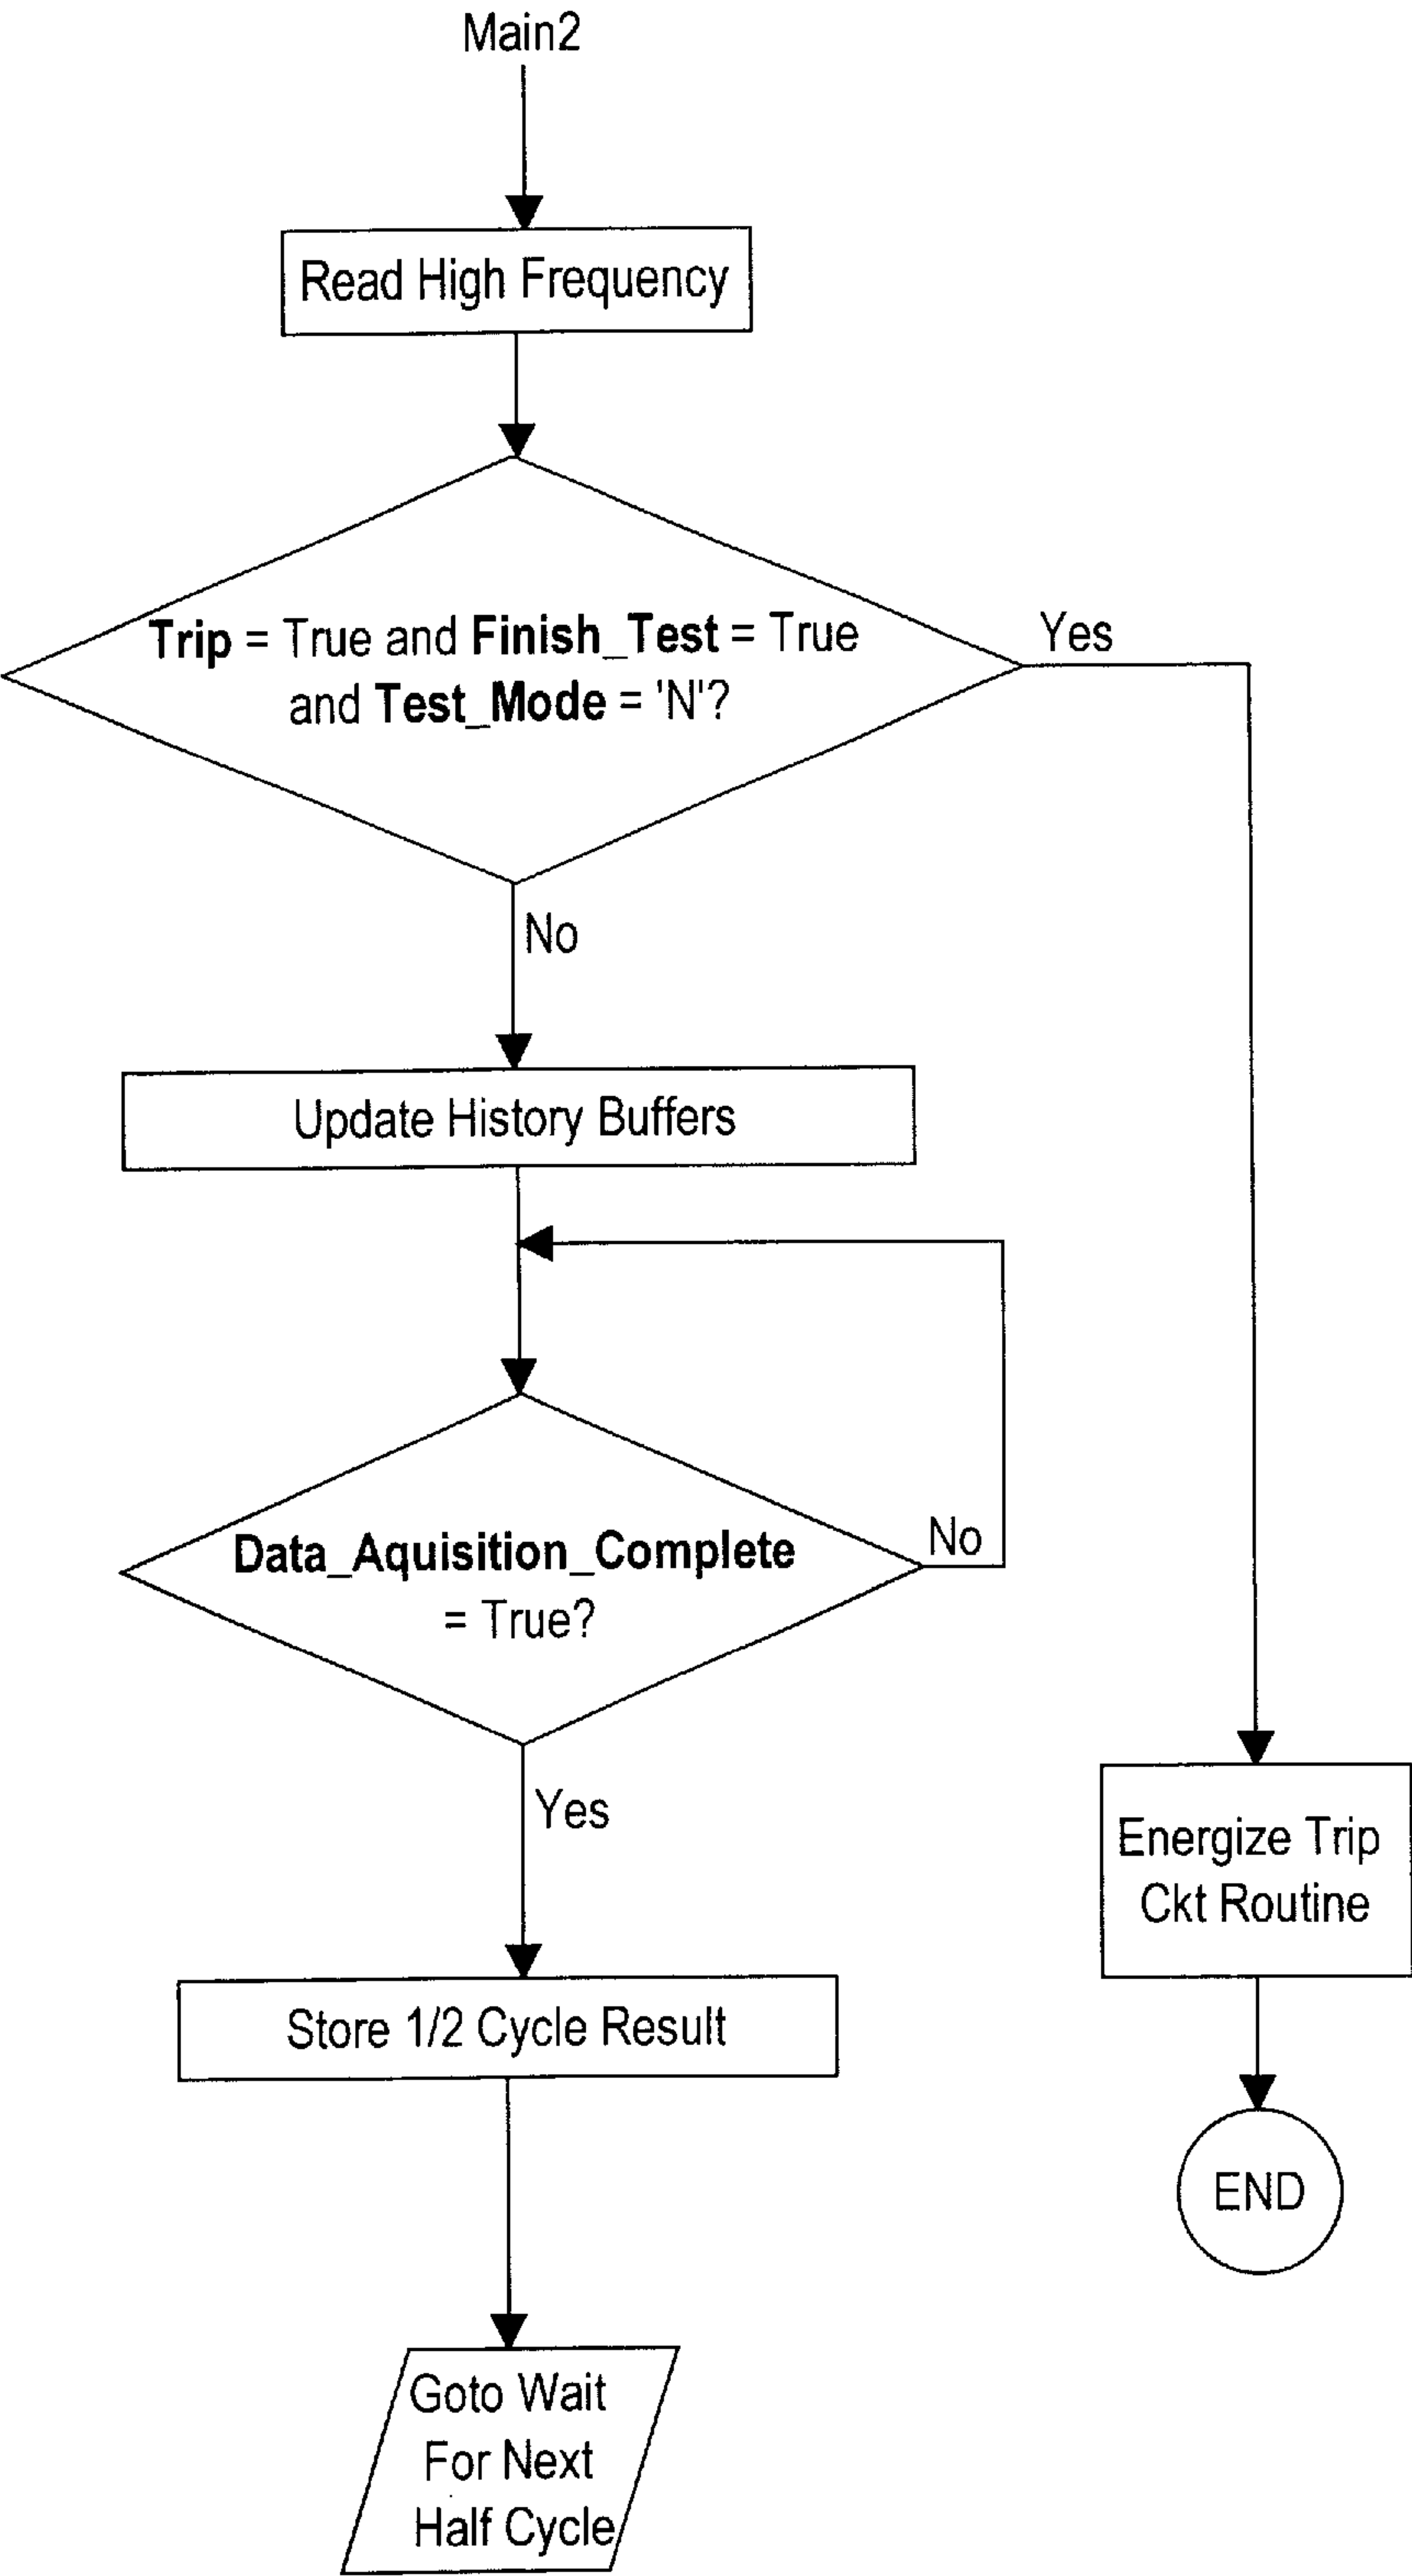 Main2
Read High Frequency
Trip = True and Finish_Test = True
and Test_Mode = 'N'?
Yes
No
Update History Buffers
Data_Aquisition_Complete
= True?
No
Yes
Store 1/2 Cycle Result
Goto Wait
For Next
Half Cycle
Energize Trip
Ckt Routine
END